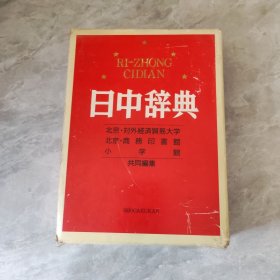 RI-ZHONG
CIDIAN
日中辞典
北京・対外経済貿易大学
北京・商務印書館
小学館
共同編集
SHOGAKUKAN